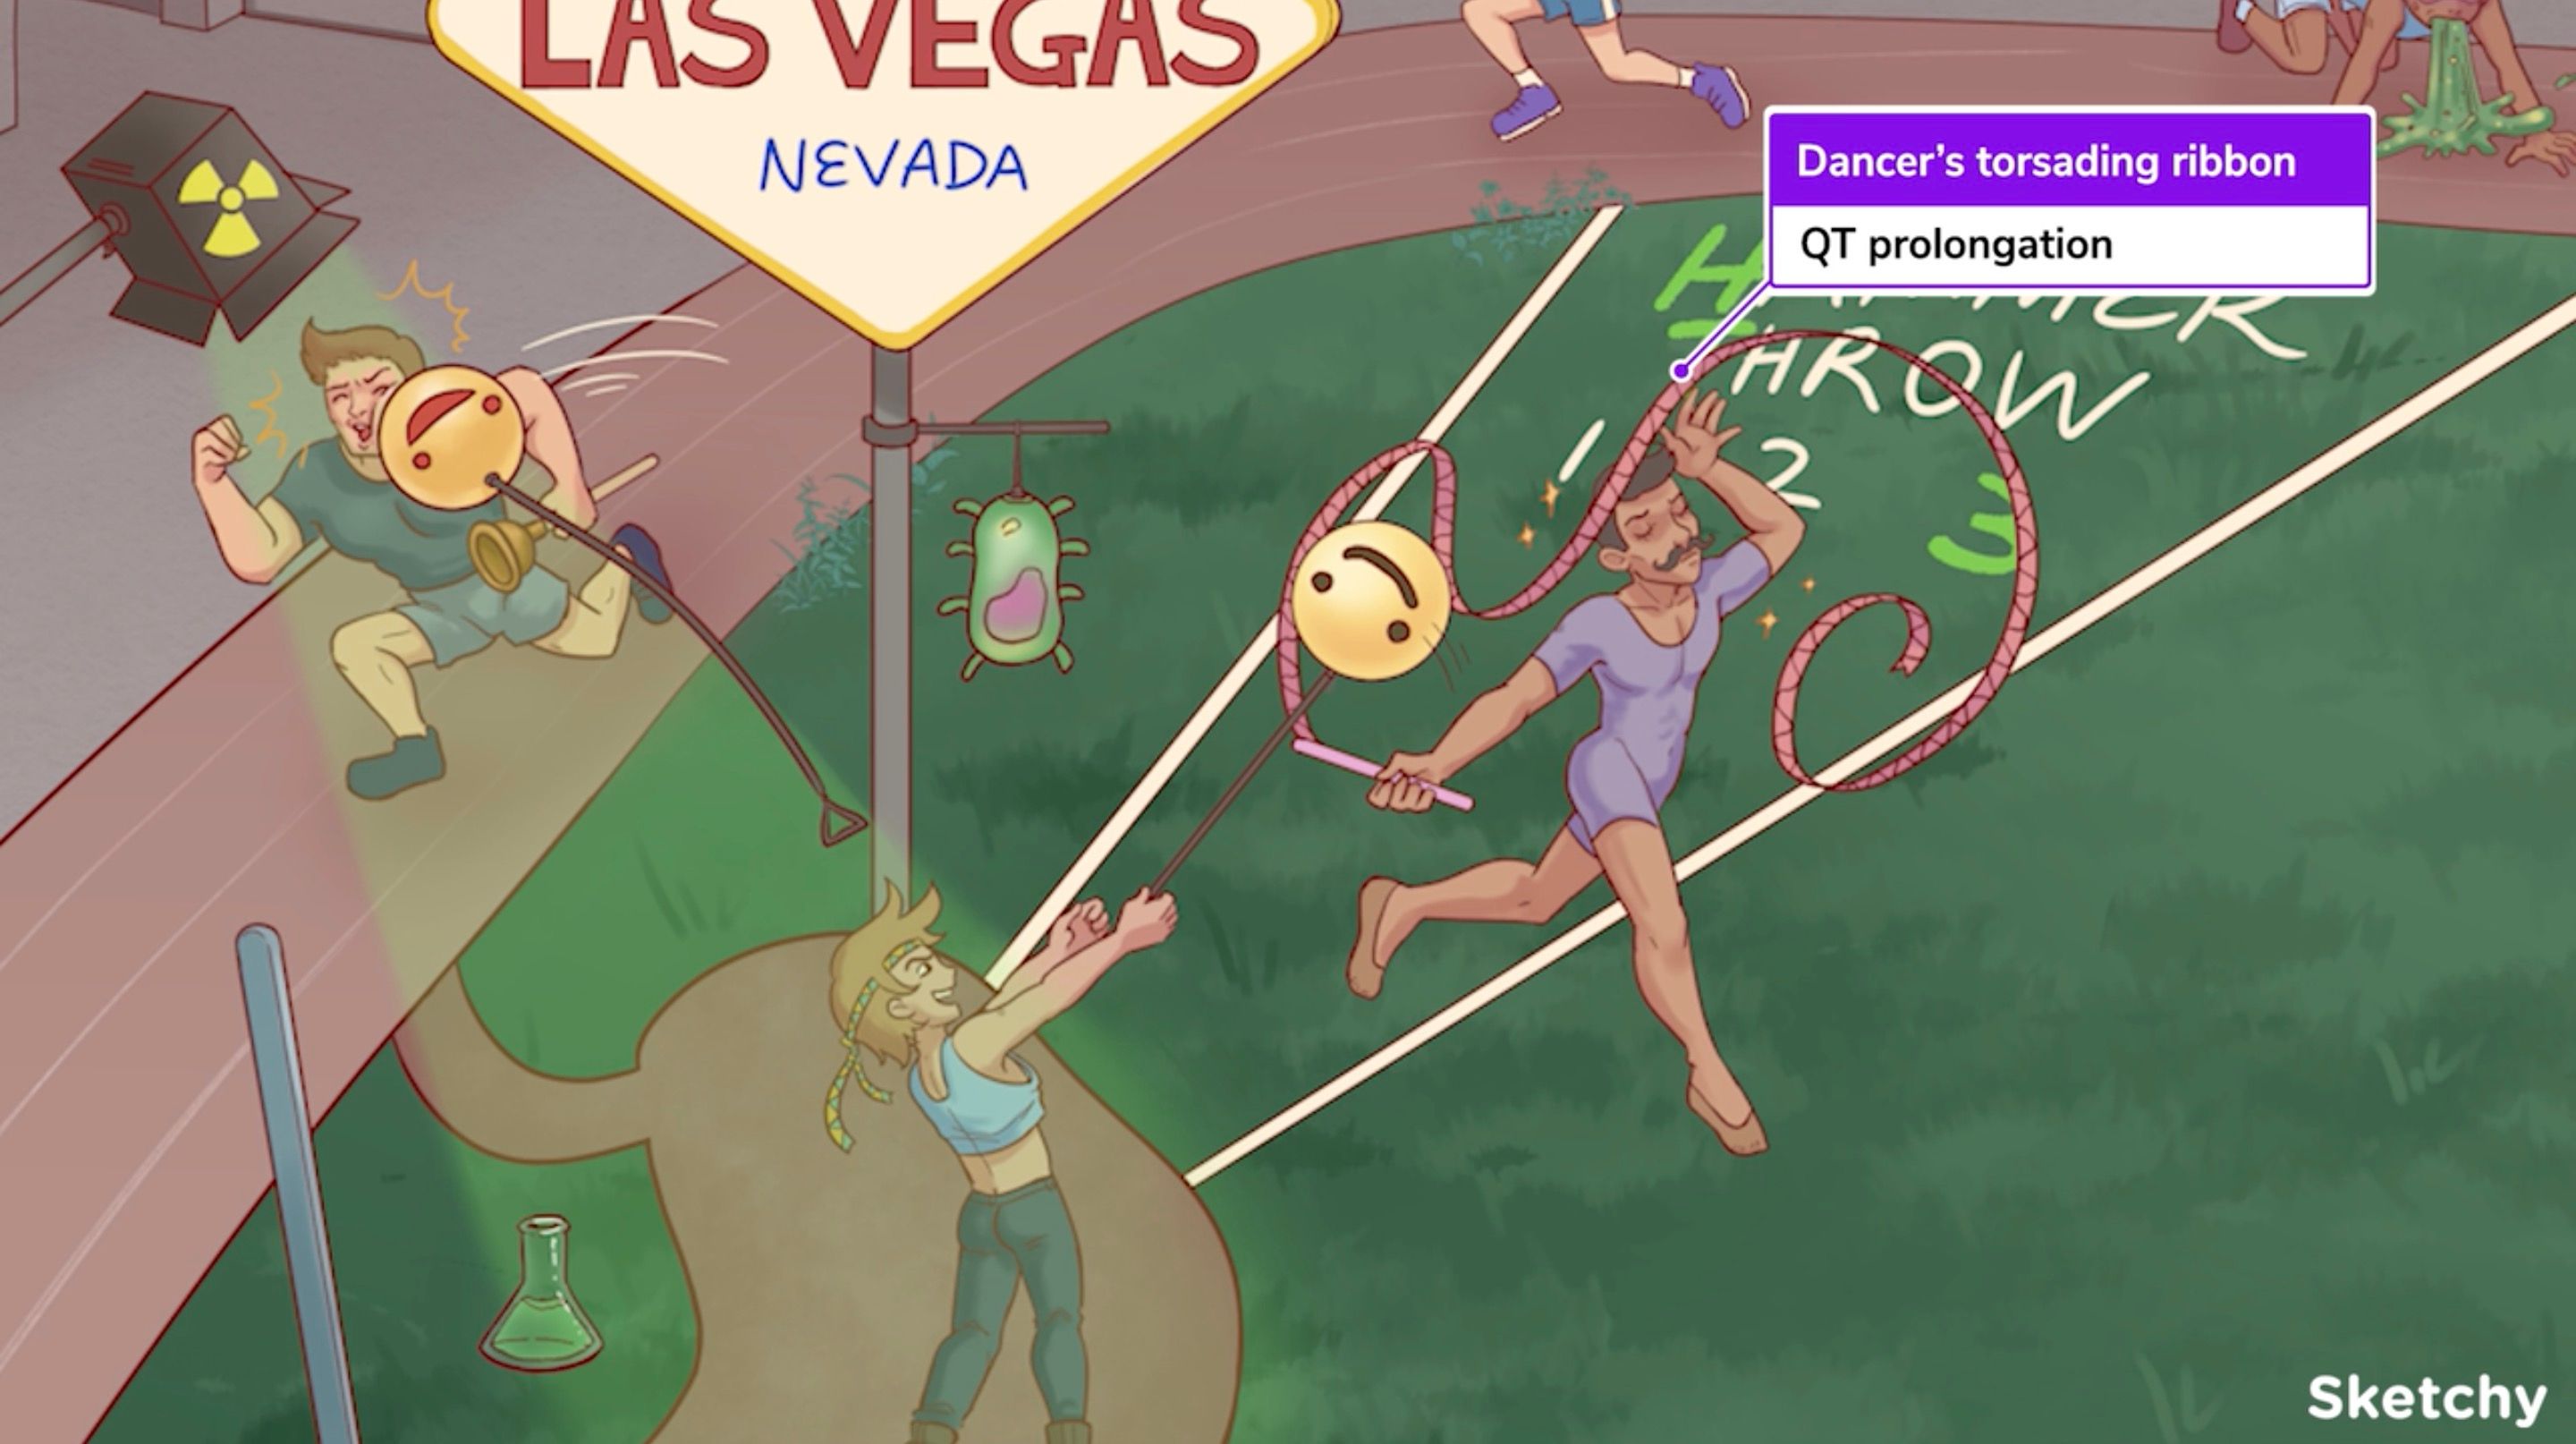 LAS VEGAS
NEVADA
Dancer's torsading ribbon
QT prolongation
THROW
1 2 3
Sketchy